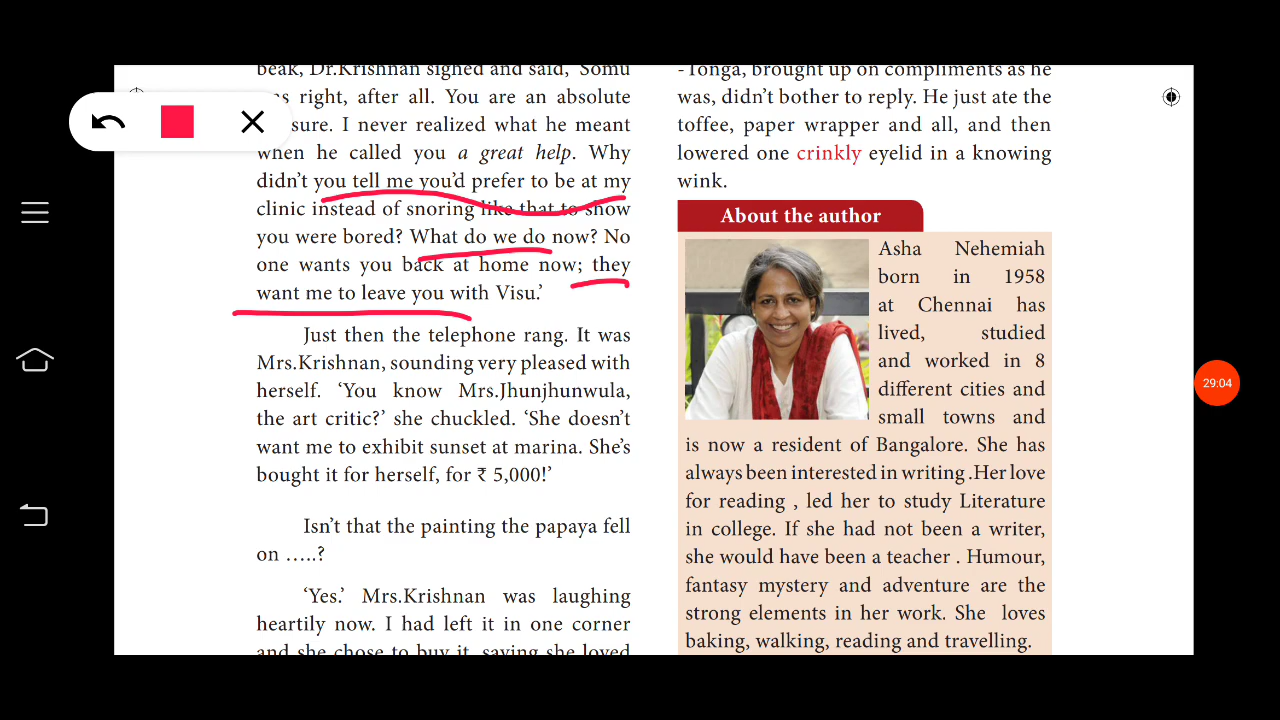 beak, Dr.Krishnan sighed and said, 'Somu
right, after all. You are an absolute
sure. I never realized what he meant
when he called you a great help. Why
didn't you tell me you'd prefer to be at my
clinic instead of snoring like that to show
you were bored? What do we do now? No
one wants you back at home now; they
want me to leave you with Visu.'
Just then the telephone rang. It was
Mrs.Krishnan, sounding very pleased with
herself. 'You know Mrs.Jhunjhunwula,
the art critic?' she chuckled. 'She doesn't
want me to exhibit sunset at marina. She's
bought it for herself, for ₹ 5,000!'
Isn't that the painting the papaya fell
on .....?
'Yes.' Mrs.Krishnan was laughing
heartily now. I had left it in one corner
and she chose to buy it, saying she loved
-Tonga, brought up on compliments as he
was, didn't bother to reply. He just ate the
toffee, paper wrapper and all, and then
lowered one crinkly eyelid in a knowing
wink.
About the author
Asha Nehemiah
born in 1958
at Chennai has
lived, studied
and worked in 8
different cities and
small towns and
is now a resident of Bangalore. She has
always been interested in writing .Her love
for reading , led her to study Literature
in college. If she had not been a writer,
she would have been a teacher . Humour,
fantasy mystery and adventure are the
strong elements in her work. She loves
baking, walking, reading and travelling.
29:04